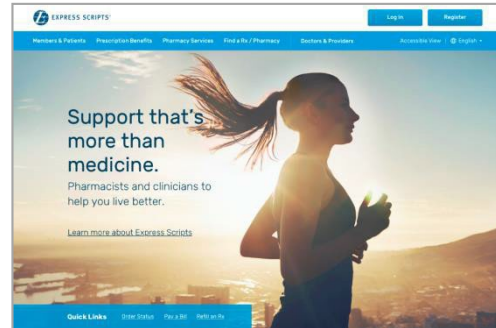 EXPRESS SCRIPTS®
Log In Register
Members & Patients Prescription Benefits Pharmacy Services Find a Rx / Pharmacy Doctors & Providers Accessible View | English
Support that's
more than
medicine.
Pharmacists and clinicians to
help you live better.
Learn more about Express Scripts
Quick Links Order Status Pay a Bill Refill an Rx